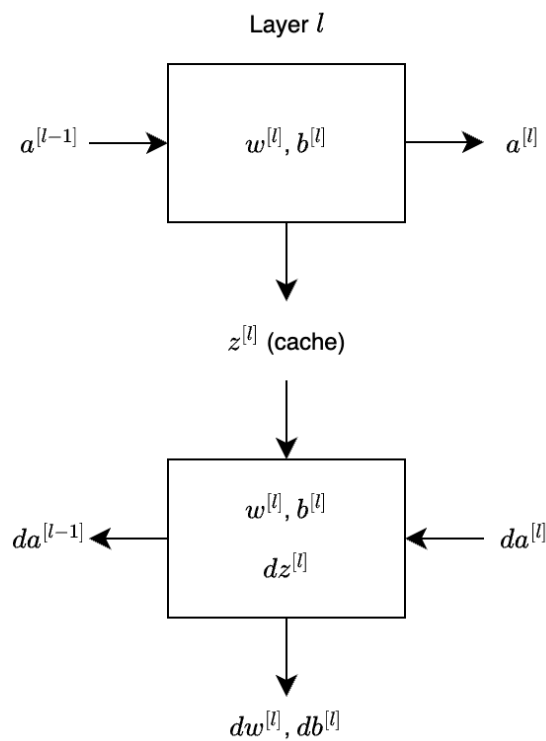 Layer $l$
$a^{[l-1]}$ $w^{[l]}, b^{[l]}$ $a^{[l]}$
$z^{[l]}$ (cache)
$w^{[l]}, b^{[l]}$
$da^{[l-1]}$ $dz^{[l]}$ $da^{[l]}$
$dw^{[l]}, db^{[l]}$